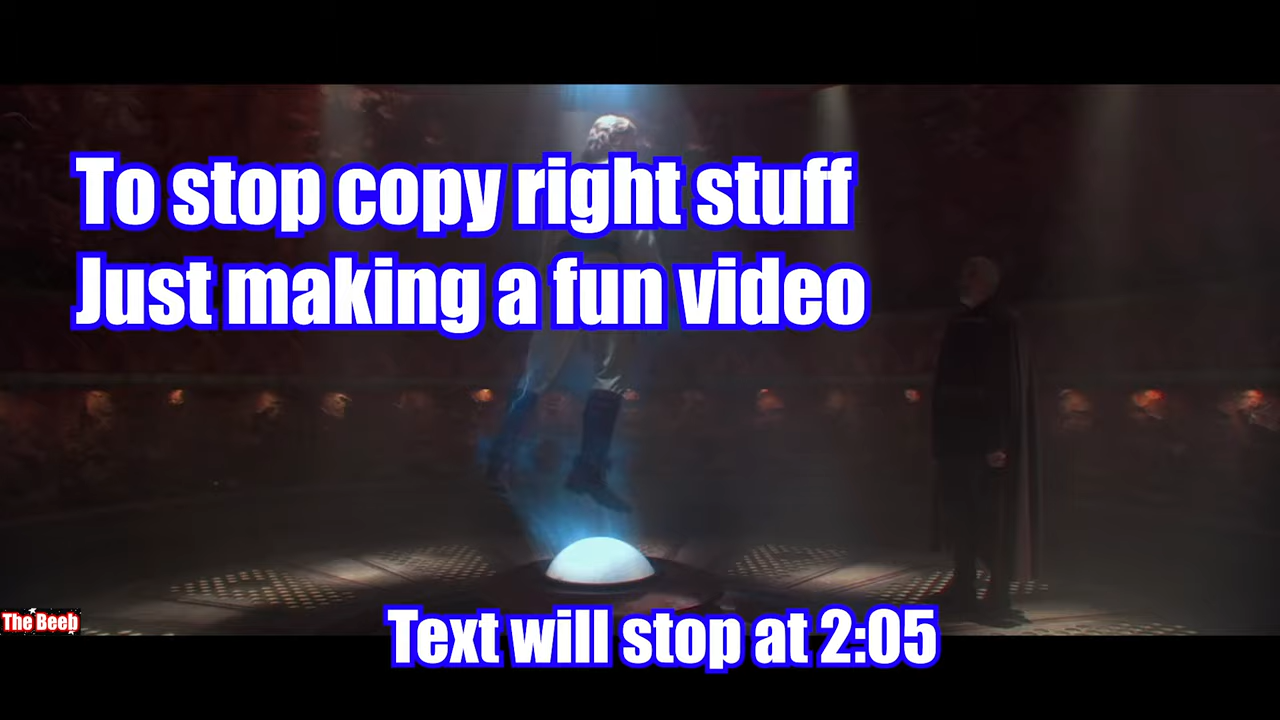 To stop copy right stuff
Just making a fun video
Text will stop at 2:05
The Beeb